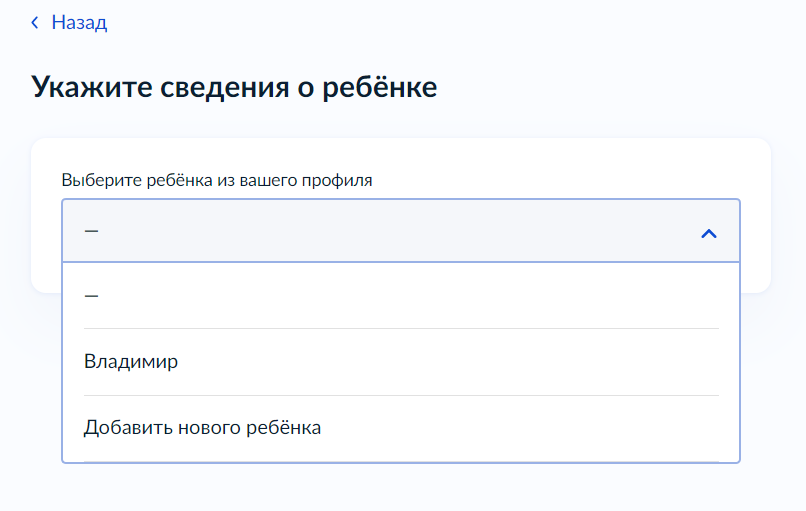 Назад
Укажите сведения о ребёнке
Выберите ребёнка из вашего профиля
—
—
Владимир
Добавить нового ребёнка